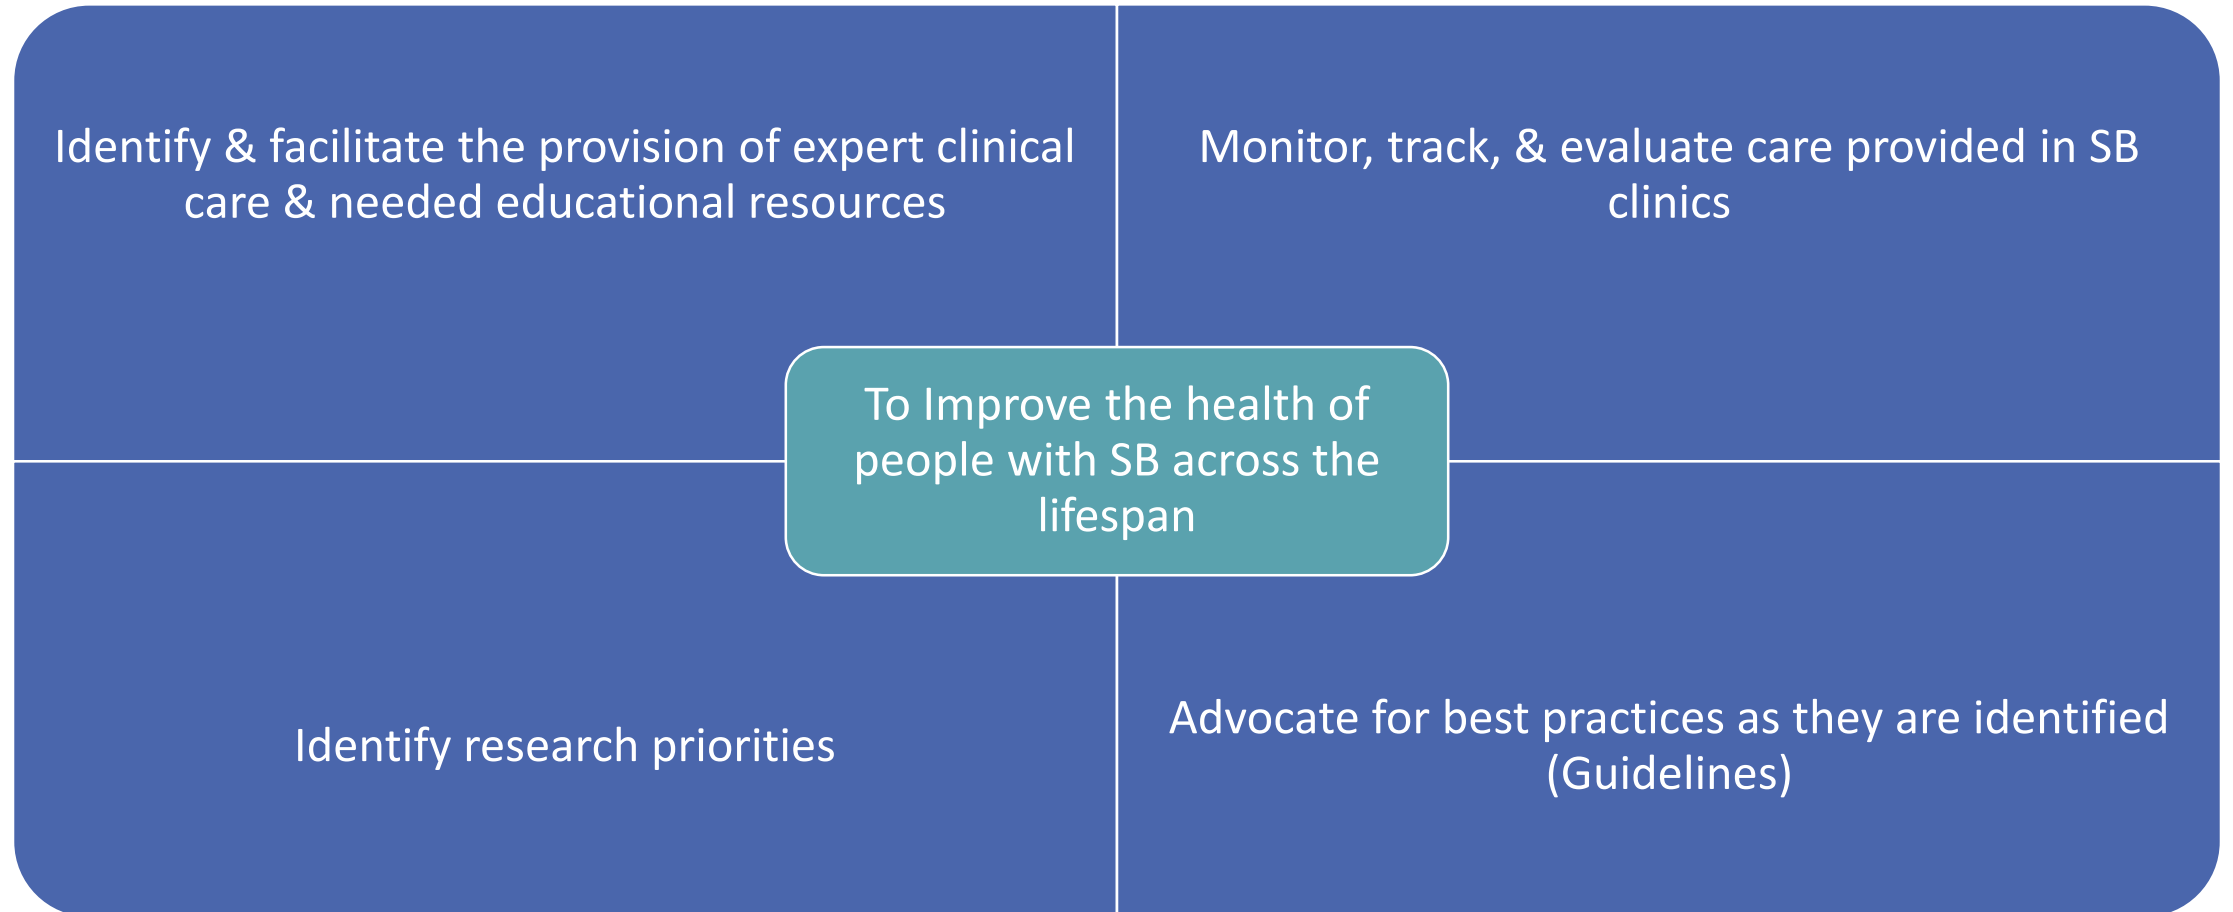 Identify & facilitate the provision of expert clinical
care & needed educational resources
Monitor, track, & evaluate care provided in SB
clinics
To Improve the health of
people with SB across the
lifespan
Identify research priorities
Advocate for best practices as they are identified
(Guidelines)